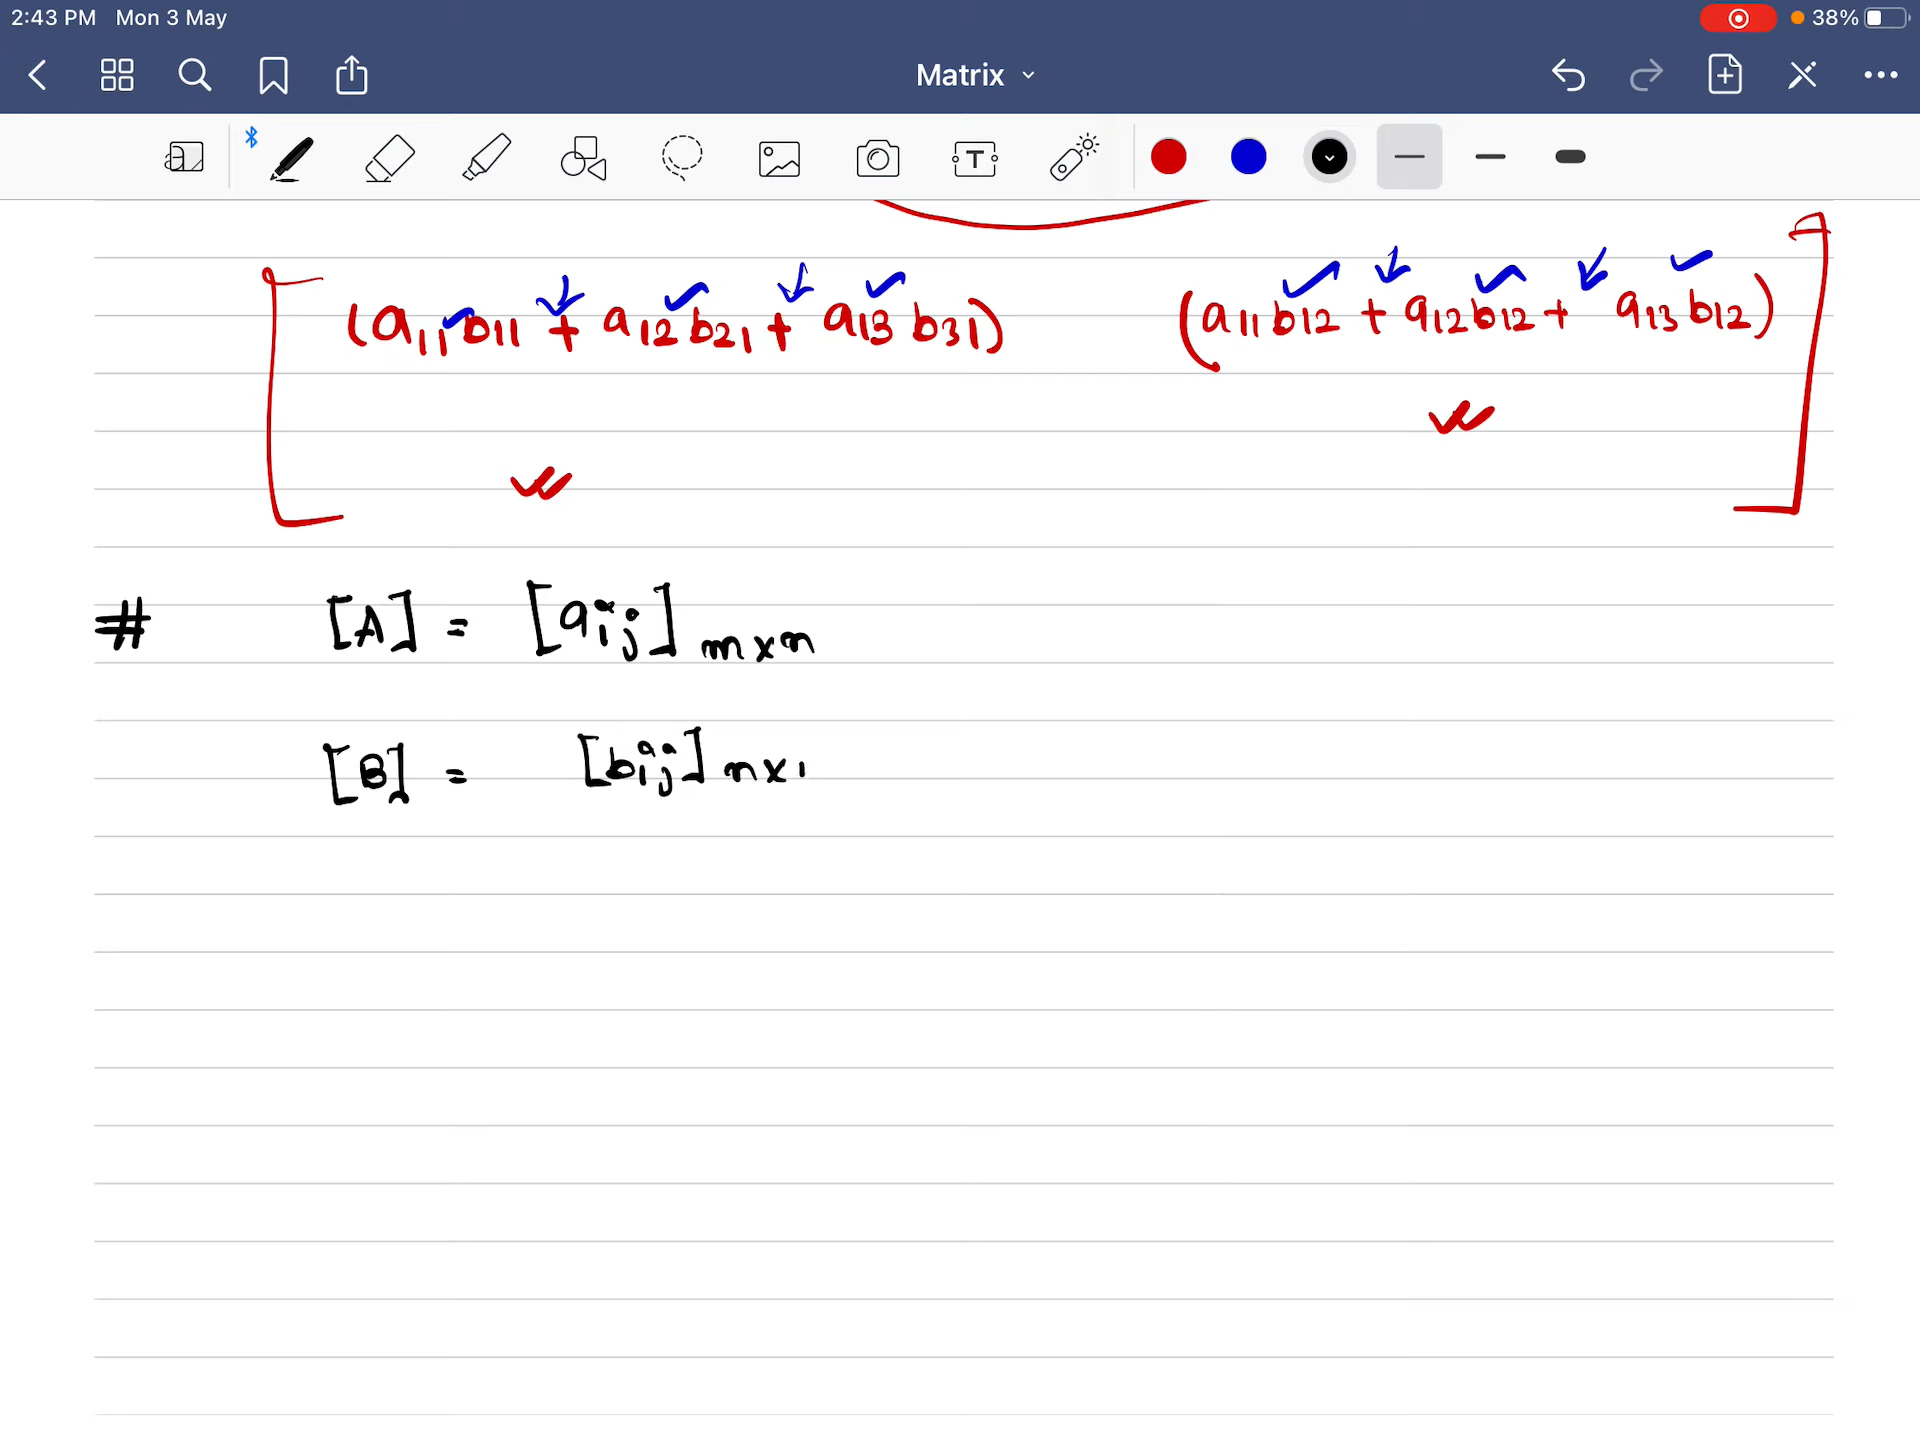 2:43 PM Mon 3 May 38%
Matrix
[ (a11 b11 + a12 b21 + a13 b31) (a11 b12 + a12 b12 + a13 b12) ]
# [A] = [aij] m×n
[B] = [bij] n×